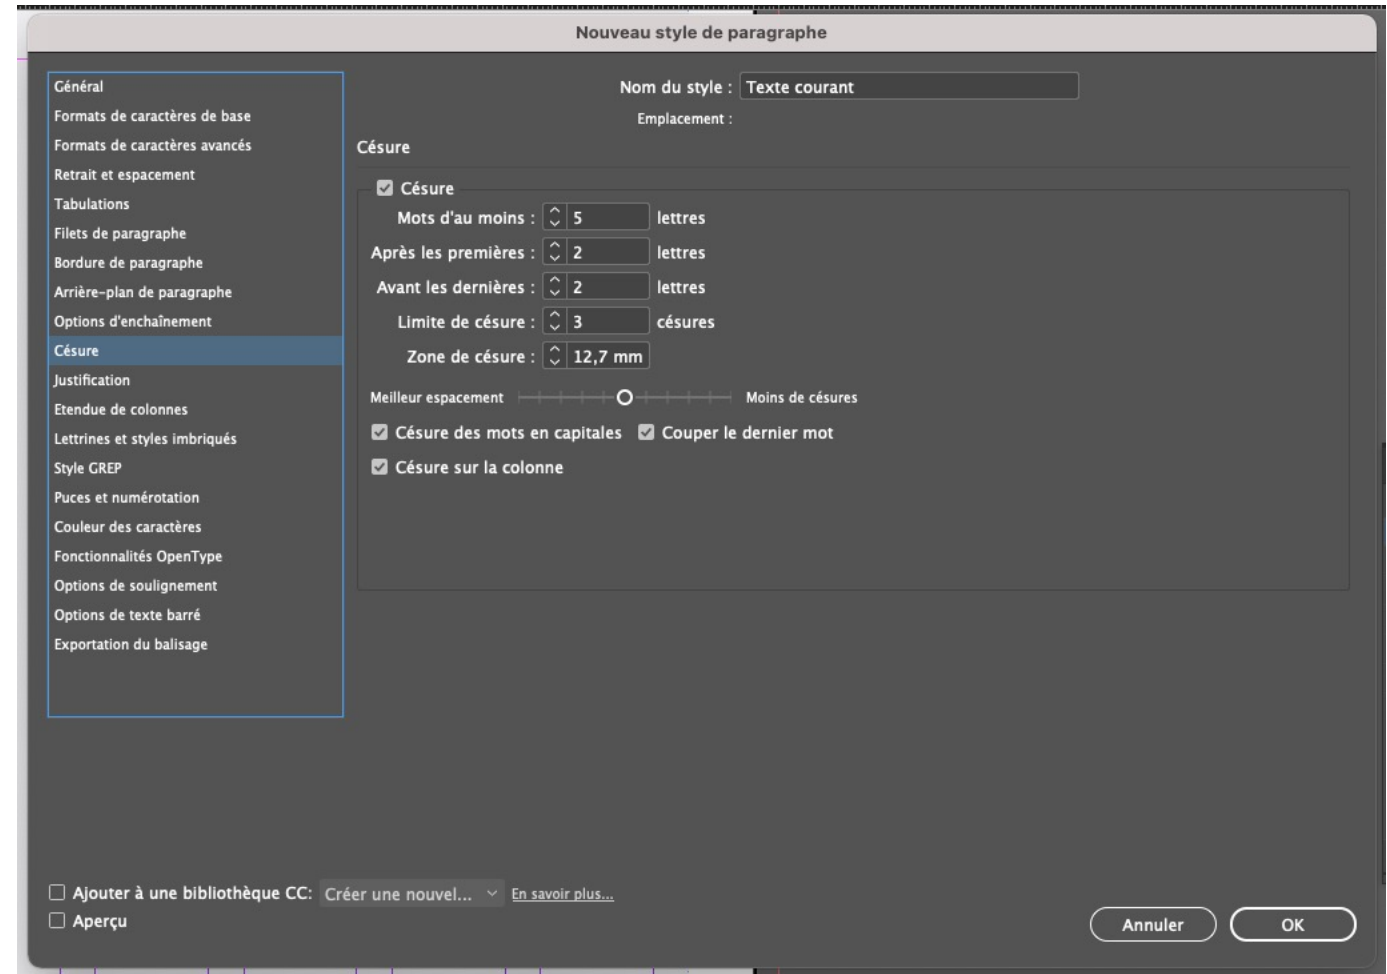 Nouveau style de paragraphe
Général
Formats de caractères de base
Formats de caractères avancés
Retrait et espacement
Tabulations
Filets de paragraphe
Bordure de paragraphe
Arrière-plan de paragraphe
Options d'enchaînement
Césure
Justification
Etendue de colonnes
Lettrines et styles imbriqués
Style GREP
Puces et numérotation
Couleur des caractères
Fonctionnalités OpenType
Options de soulignement
Options de texte barré
Exportation du balisage
Nom du style : Texte courant
Emplacement :
Césure
Césure
Mots d'au moins : 5 lettres
Après les premières : 2 lettres
Avant les dernières : 2 lettres
Limite de césure : 3 césures
Zone de césure : 12,7 mm
Meilleur espacement Moins de césures
Césure des mots en capitales Couper le dernier mot
Césure sur la colonne
Ajouter à une bibliothèque CC: Créer une nouvel... En savoir plus...
Aperçu
Annuler OK